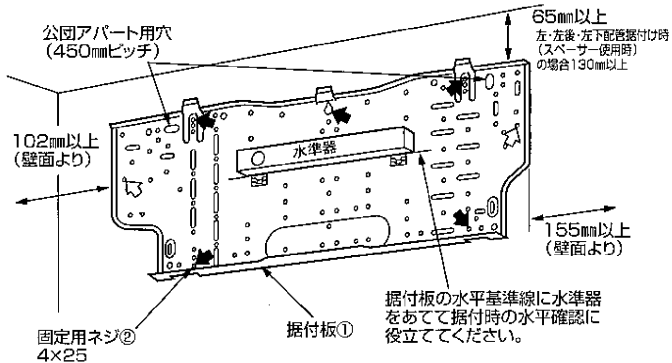 公団アパート用穴
(450㎜ピッチ)
65㎜以上
左・左後・左下配管据付け時
(スペーサー使用時)
の場合130㎜以上
102㎜以上
(壁面より)
水準器
155㎜以上
(壁面より)
据付板の水平基準線に水準器
をあてて据付時の水平確認に
役立ててください。
固定用ネジ②
4×25
据付板①